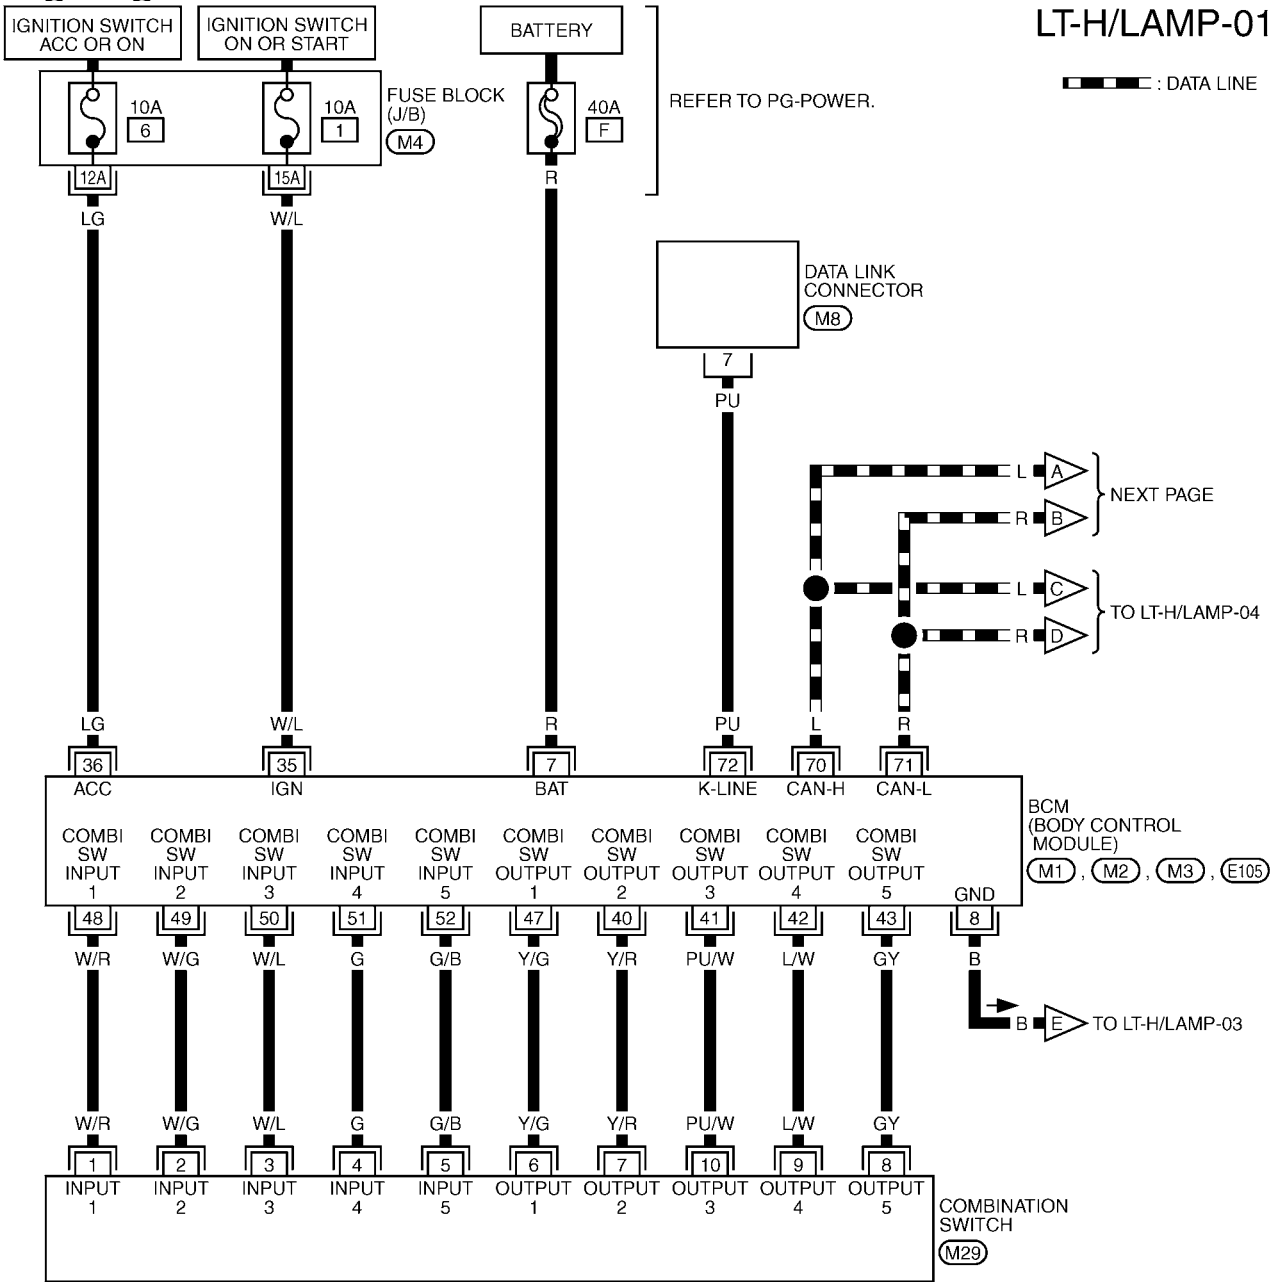 LT-H/LAMP-01
: DATA LINE
IGNITION SWITCH
ACC OR ON
IGNITION SWITCH
ON OR START
BATTERY
10A
6
10A
1
FUSE BLOCK
(J/B)
M4
40A
F
REFER TO PG-POWER.
12A
15A
R
LG
W/L
DATA LINK
CONNECTOR
M8
7
PU
L
A
R
B
NEXT PAGE
L
C
R
D
TO LT-H/LAMP-04
LG
W/L
R
PU
L
R
36
35
7
72
70
71
ACC
IGN
BAT
K-LINE
CAN-H
CAN-L
BCM
(BODY CONTROL
MODULE)
M1 , M2 , M3 , E105
COMBI
SW
INPUT
1
COMBI
SW
INPUT
2
COMBI
SW
INPUT
3
COMBI
SW
INPUT
4
COMBI
SW
INPUT
5
COMBI
SW
OUTPUT
1
COMBI
SW
OUTPUT
2
COMBI
SW
OUTPUT
3
COMBI
SW
OUTPUT
4
COMBI
SW
OUTPUT
5
GND
48
49
50
51
52
47
40
41
42
43
8
W/R
W/G
W/L
G
G/B
Y/G
Y/R
PU/W
L/W
GY
B
B
E
TO LT-H/LAMP-03
W/R
W/G
W/L
G
G/B
Y/G
Y/R
PU/W
L/W
GY
1
2
3
4
5
6
7
10
9
8
INPUT
1
INPUT
2
INPUT
3
INPUT
4
INPUT
5
OUTPUT
1
OUTPUT
2
OUTPUT
3
OUTPUT
4
OUTPUT
5
COMBINATION
SWITCH
M29